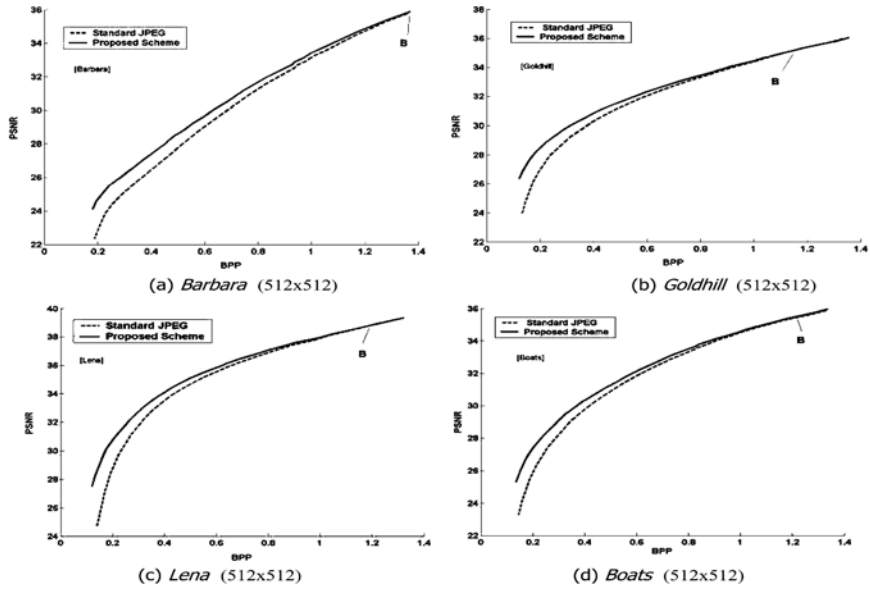 36
34
32
30
28
26
24
22
PSNR
Standard JPEG
Proposed Scheme
[Barbara]
B
0 0.2 0.4 0.6 0.8 1 1.2 1.4
BPP
(a) Barbara (512x512)
38
36
34
32
30
28
26
24
22
PSNR
Standard JPEG
Proposed Scheme
[Goldhill]
B
0 0.2 0.4 0.6 0.8 1 1.2 1.4
BPP
(b) Goldhill (512x512)
40
38
36
34
32
30
28
26
24
PSNR
Standard JPEG
Proposed Scheme
[Lena]
B
0 0.2 0.4 0.6 0.8 1 1.2 1.4
BPP
(c) Lena (512x512)
36
34
32
30
28
26
24
22
PSNR
Standard JPEG
Proposed Scheme
[Boats]
B
0 0.2 0.4 0.6 0.8 1 1.2 1.4
BPP
(d) Boats (512x512)